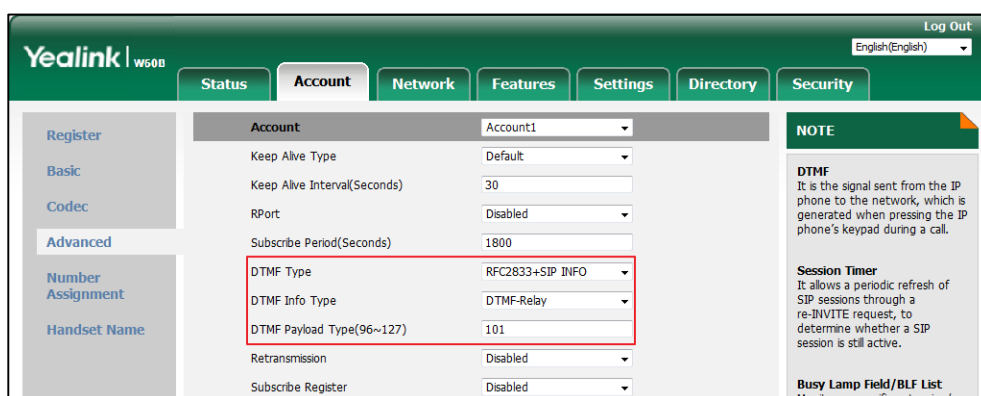 Log Out
Yealink | W60B
English(English)
Status Account Network Features Settings Directory Security
Register
Basic
Codec
Advanced
Number
Assignment
Handset Name
Account Account1
Keep Alive Type Default
Keep Alive Interval(Seconds) 30
RPort Disabled
Subscribe Period(Seconds) 1800
DTMF Type RFC2833+SIP INFO
DTMF Info Type DTMF-Relay
DTMF Payload Type(96~127) 101
Retransmission Disabled
Subscribe Register Disabled
NOTE
DTMF
It is the signal sent from the IP
phone to the network, which is
generated when pressing the IP
phone's keypad during a call.
Session Timer
It allows a periodic refresh of
SIP sessions through a
re-INVITE request, to
determine whether a SIP
session is still active.
Busy Lamp Field/BLF List